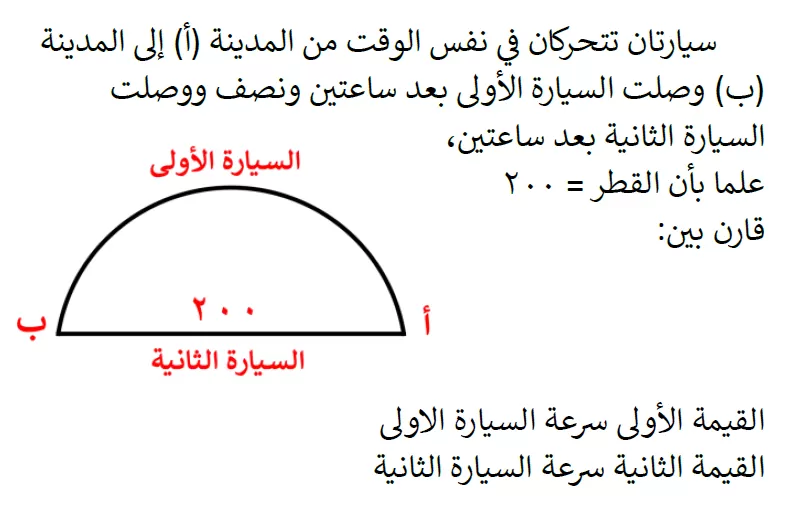 سيارتان تتحركان في نفس الوقت من المدينة (أ) إلى المدينة
(ب) وصلت السيارة الأولى بعد ساعتين ونصف ووصلت
السيارة الثانية بعد ساعتين،
علما بأن القطر = ٢٠٠
قارن بين:
السيارة الأولى
٢٠٠
أ
ب
السيارة الثانية
القيمة الأولى سرعة السيارة الاولى
القيمة الثانية سرعة السيارة الثانية